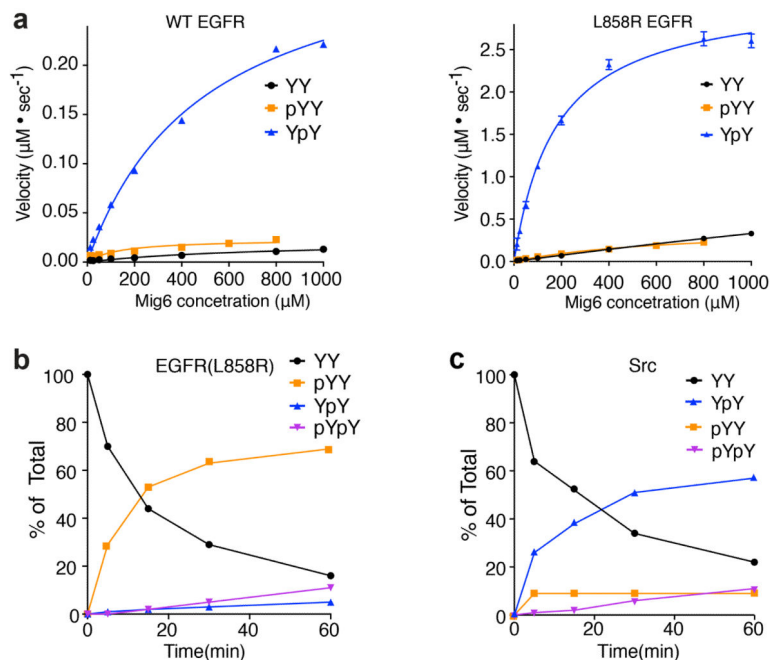 a
WT EGFR
Velocity (µM • sec⁻¹)
0.20
0.15
0.10
0.05
0.00
0 200 400 600 800 1000
Mig6 concetration (µM)
YY
pYY
YpY
L858R EGFR
Velocity (µM • sec⁻¹)
2.5
2.0
1.5
1.0
0.5
0.0
0 200 400 600 800 1000
Mig6 concetration (µM)
YY
pYY
YpY
b
EGFR(L858R)
YY
pYY
YpY
pYpY
% of Total
100
80
60
40
20
0
0 20 40 60
Time(min)
c
Src
YY
YpY
pYY
pYpY
% of Total
100
80
60
40
20
0
0 20 40 60
Time(min)